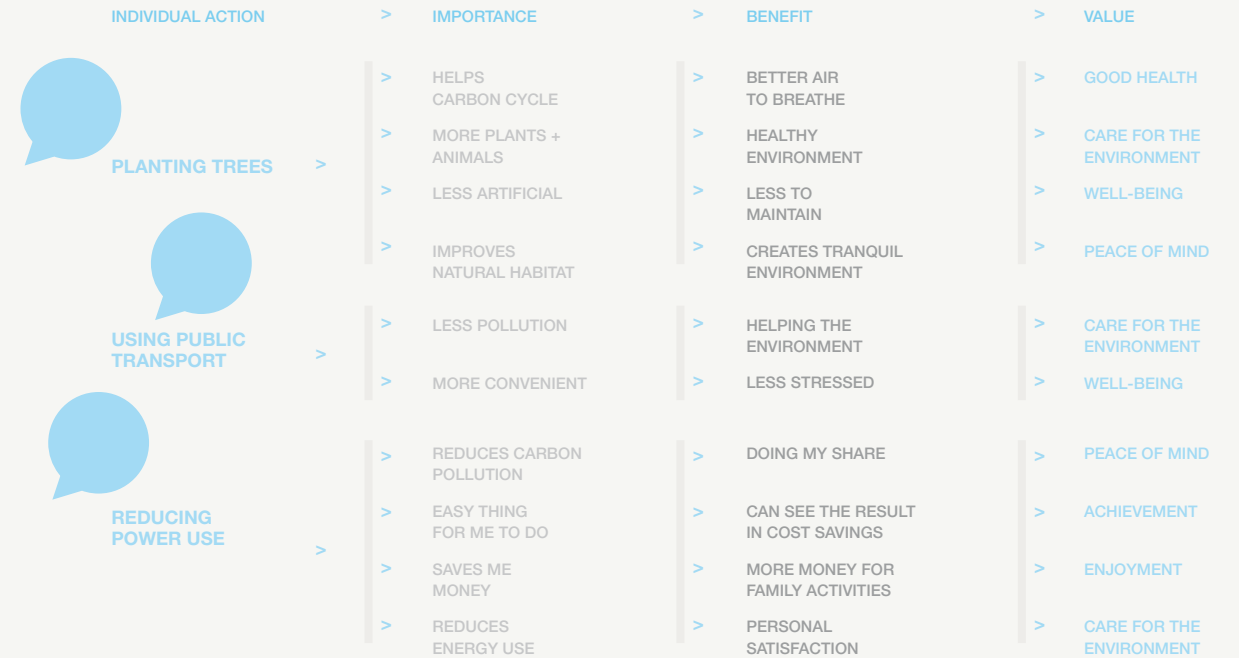 INDIVIDUAL ACTION > IMPORTANCE > BENEFIT > VALUE
> HELPS > BETTER AIR > GOOD HEALTH
CARBON CYCLE TO BREATHE
> MORE PLANTS + > HEALTHY > CARE FOR THE
ANIMALS ENVIRONMENT ENVIRONMENT
PLANTING TREES >
> LESS ARTIFICIAL > LESS TO > WELL-BEING
MAINTAIN
> IMPROVES > CREATES TRANQUIL > PEACE OF MIND
NATURAL HABITAT ENVIRONMENT
> LESS POLLUTION > HELPING THE > CARE FOR THE
USING PUBLIC ENVIRONMENT ENVIRONMENT
TRANSPORT >
> MORE CONVENIENT > LESS STRESSED > WELL-BEING
> REDUCES CARBON > DOING MY SHARE > PEACE OF MIND
POLLUTION
> EASY THING > CAN SEE THE RESULT > ACHIEVEMENT
REDUCING
FOR ME TO DO IN COST SAVINGS
POWER USE >
> SAVES ME > MORE MONEY FOR > ENJOYMENT
MONEY FAMILY ACTIVITIES
> REDUCES > PERSONAL > CARE FOR THE
ENERGY USE SATISFACTION ENVIRONMENT